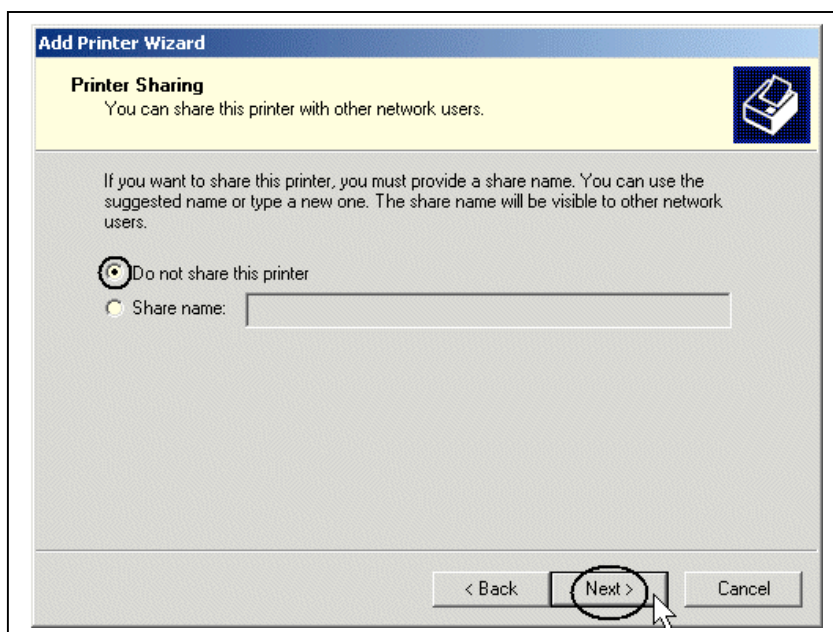 Add Printer Wizard
Printer Sharing
You can share this printer with other network users.
If you want to share this printer, you must provide a share name. You can use the
suggested name or type a new one. The share name will be visible to other network
users.
Do not share this printer
Share name:
< Back
Next >
Cancel